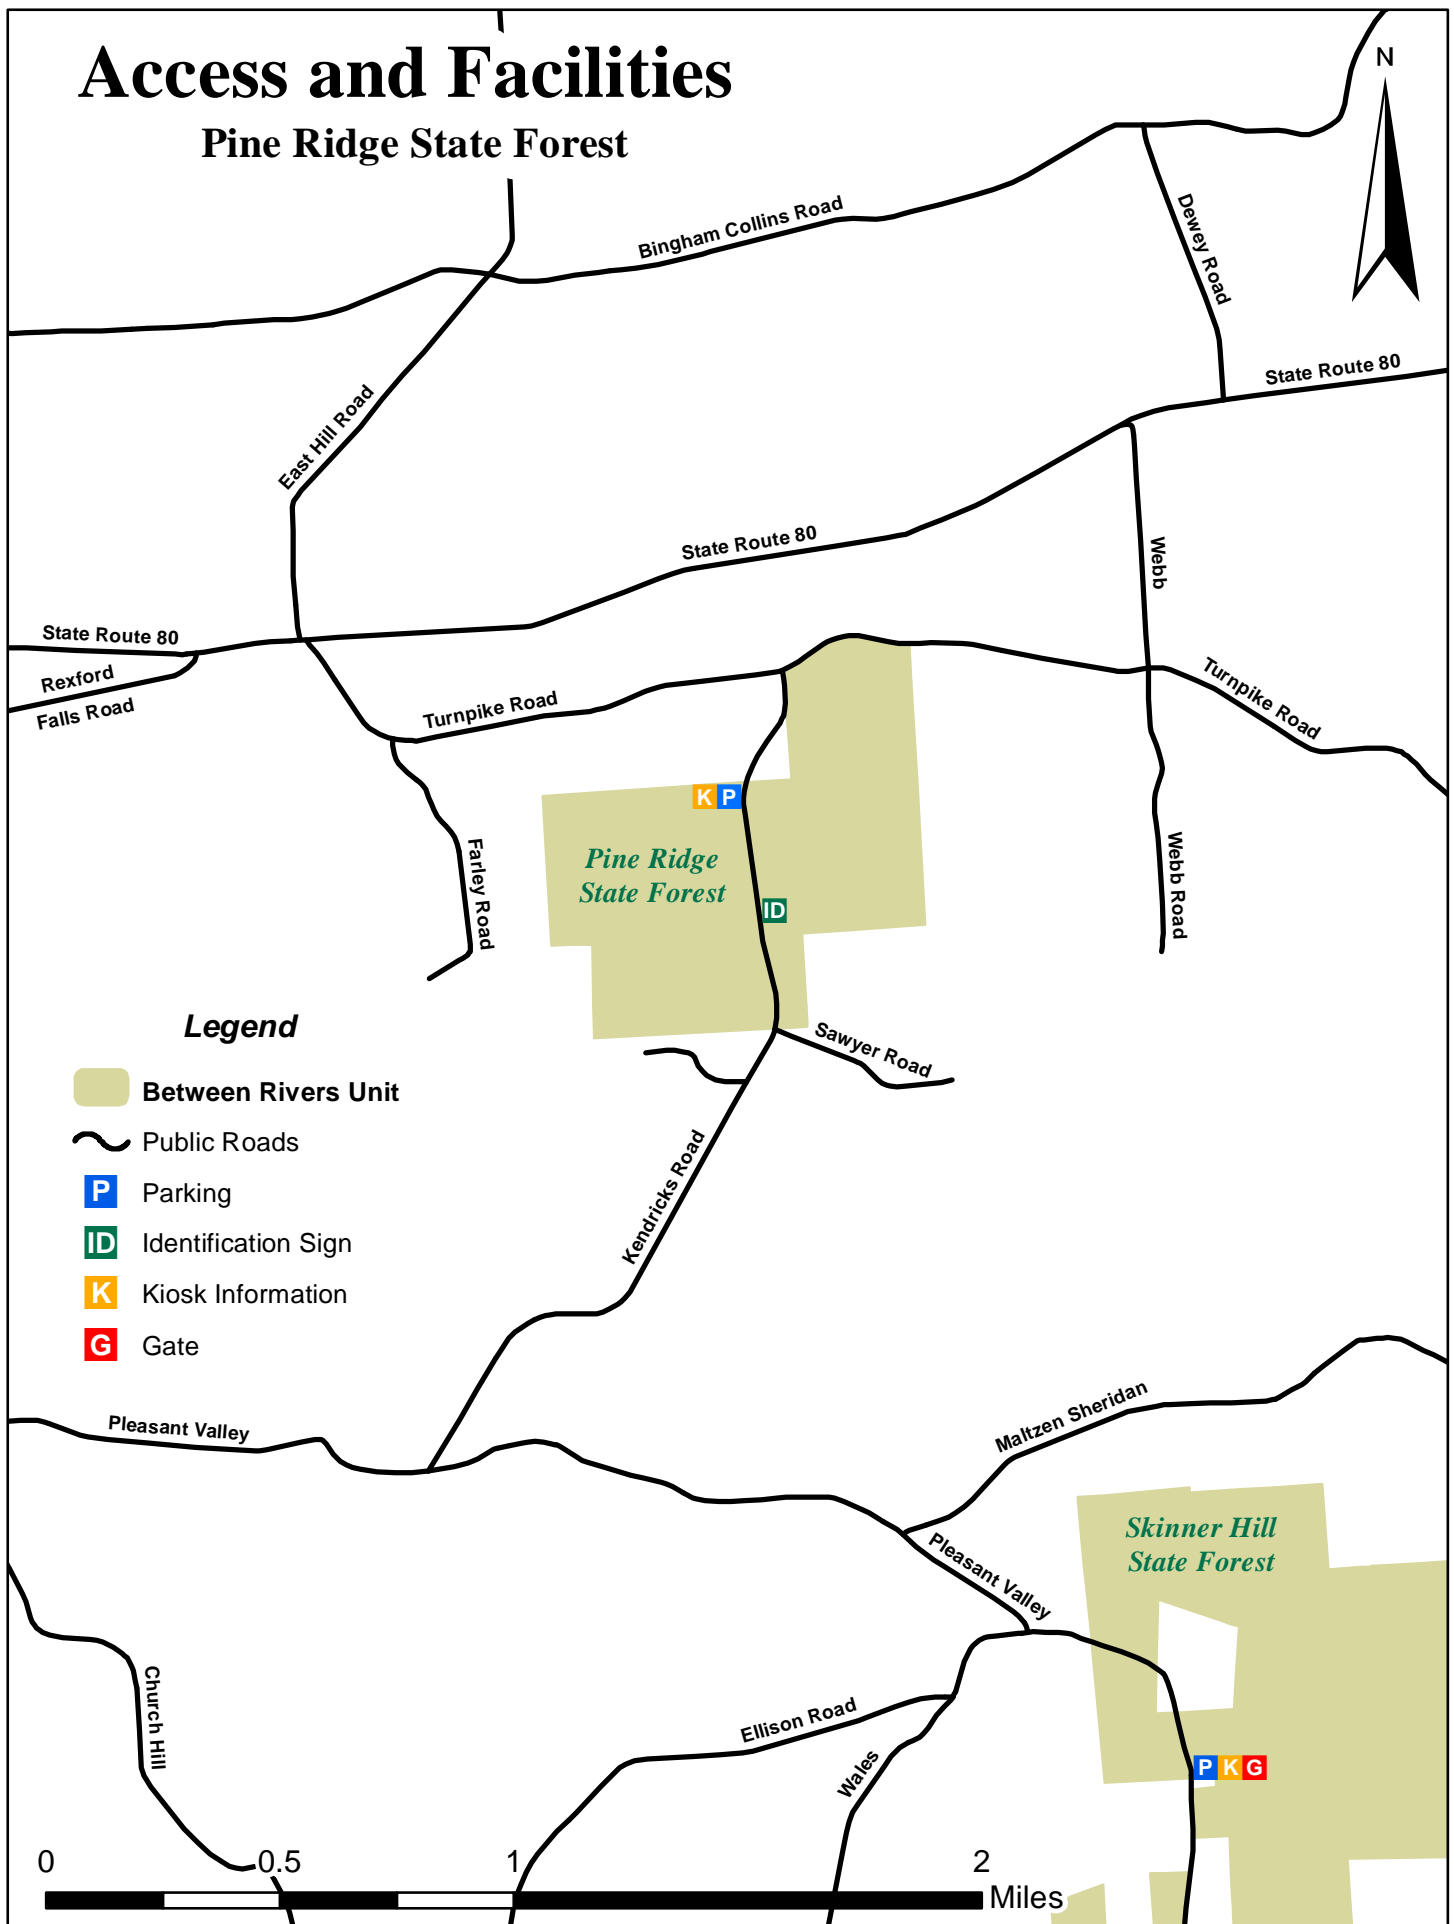 Access and Facilities
Pine Ridge State Forest
N
Bingham Collins Road
Dewey Road
State Route 80
East Hill Road
State Route 80
Webb
State Route 80
Rexford
Falls Road
Turnpike Road
Turnpike Road
K P
Farley Road
Pine Ridge
State Forest
Webb Road
ID
Sawyer Road
Kendricks Road
Legend
Between Rivers Unit
Public Roads
P Parking
ID Identification Sign
K Kiosk Information
G Gate
Pleasant Valley
Maltzen Sheridan
Skinner Hill
State Forest
Pleasant Valley
Church Hill
Ellison Road
Wales
P K G
0 0.5 1 2
Miles